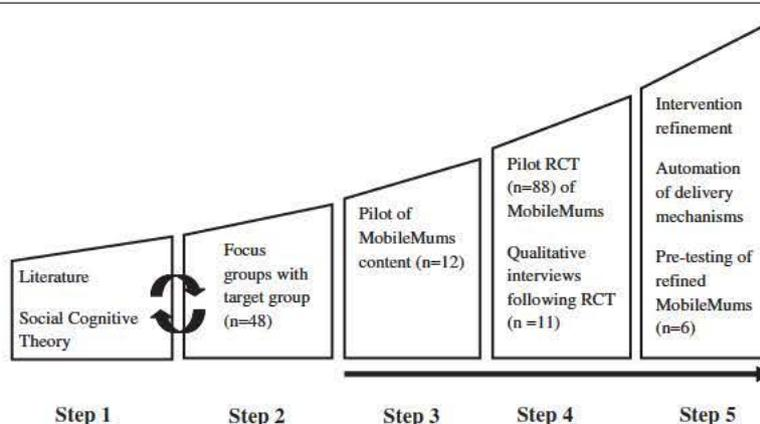 Literature
Social Cognitive
Theory
Focus
groups with
target group
(n=48)
Pilot of
MobileMums
content (n=12)
Pilot RCT
(n=88) of
MobileMums
Qualitative
interviews
following RCT
(n =11)
Intervention
refinement
Automation
of delivery
mechanisms
Pre-testing of
refined
MobileMums
(n=6)
Step 1
Step 2
Step 3
Step 4
Step 5